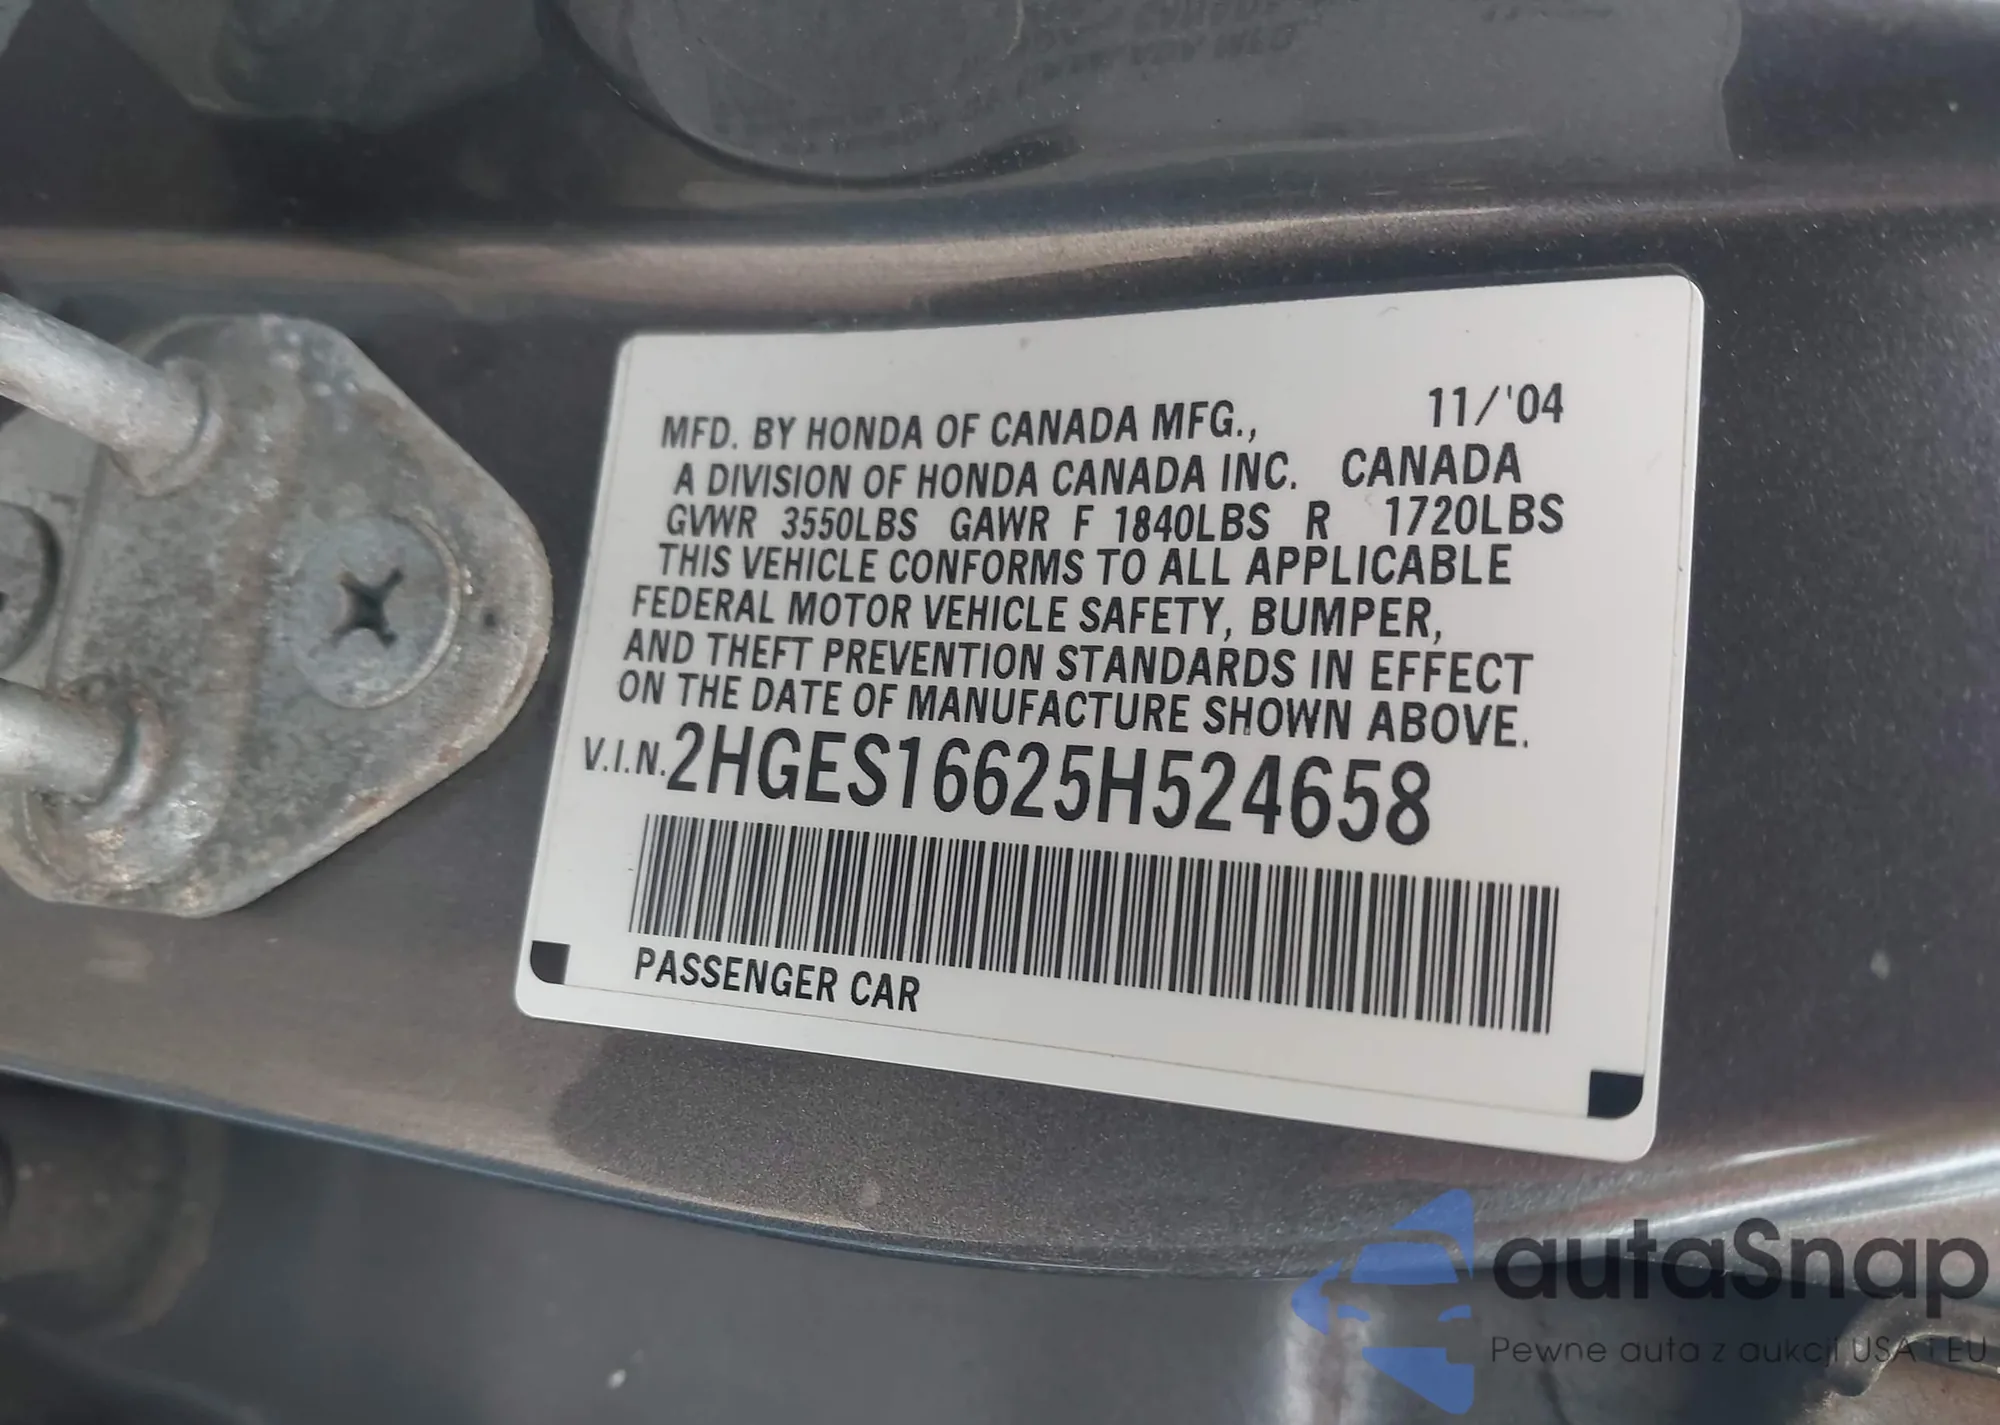 MFD. BY HONDA OF CANADA MFG., 11/'04
A DIVISION OF HONDA CANADA INC. CANADA
GVWR 3550LBS GAWR F 1840LBS R 1720LBS
THIS VEHICLE CONFORMS TO ALL APPLICABLE
FEDERAL MOTOR VEHICLE SAFETY, BUMPER,
AND THEFT PREVENTION STANDARDS IN EFFECT
ON THE DATE OF MANUFACTURE SHOWN ABOVE.
V.I.N. 2HGES16625H524658
PASSENGER CAR
autaSnap
Pewne auta z aukcji USA i EU